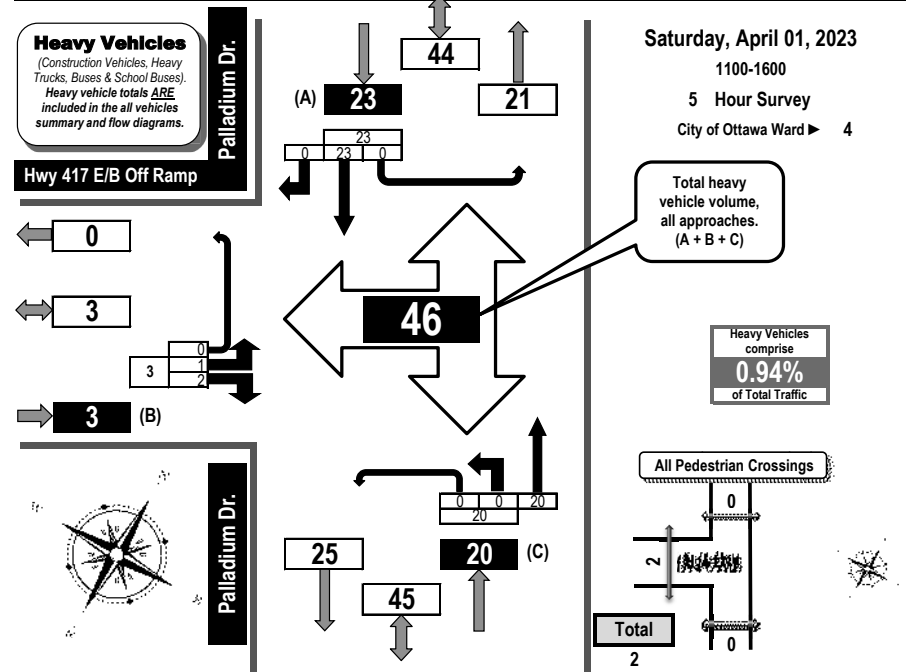 Heavy Vehicles
(Construction Vehicles, Heavy
Trucks, Buses & School Buses).
Heavy vehicle totals ARE
included in the all vehicles
summary and flow diagrams.
Palladium Dr.
Hwy 417 E/B Off Ramp
44
(A) 23
21
23
0 23 0
Saturday, April 01, 2023
1100-1600
5 Hour Survey
City of Ottawa Ward ► 4
Total heavy
vehicle volume,
all approaches.
(A + B + C)
0
3
46
0
3 1
2
3 (B)
Heavy Vehicles
comprise
0.94%
of Total Traffic
Palladium Dr.
0 0 20
20
25
20 (C)
45
All Pedestrian Crossings
0
2
0
Total
2